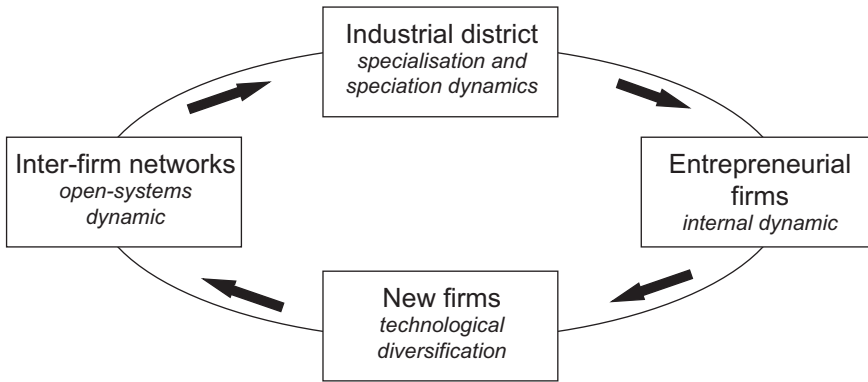 Industrial district
specialisation and
speciation dynamics
Inter-firm networks
open-systems
dynamic
Entrepreneurial
firms
internal dynamic
New firms
technological
diversification